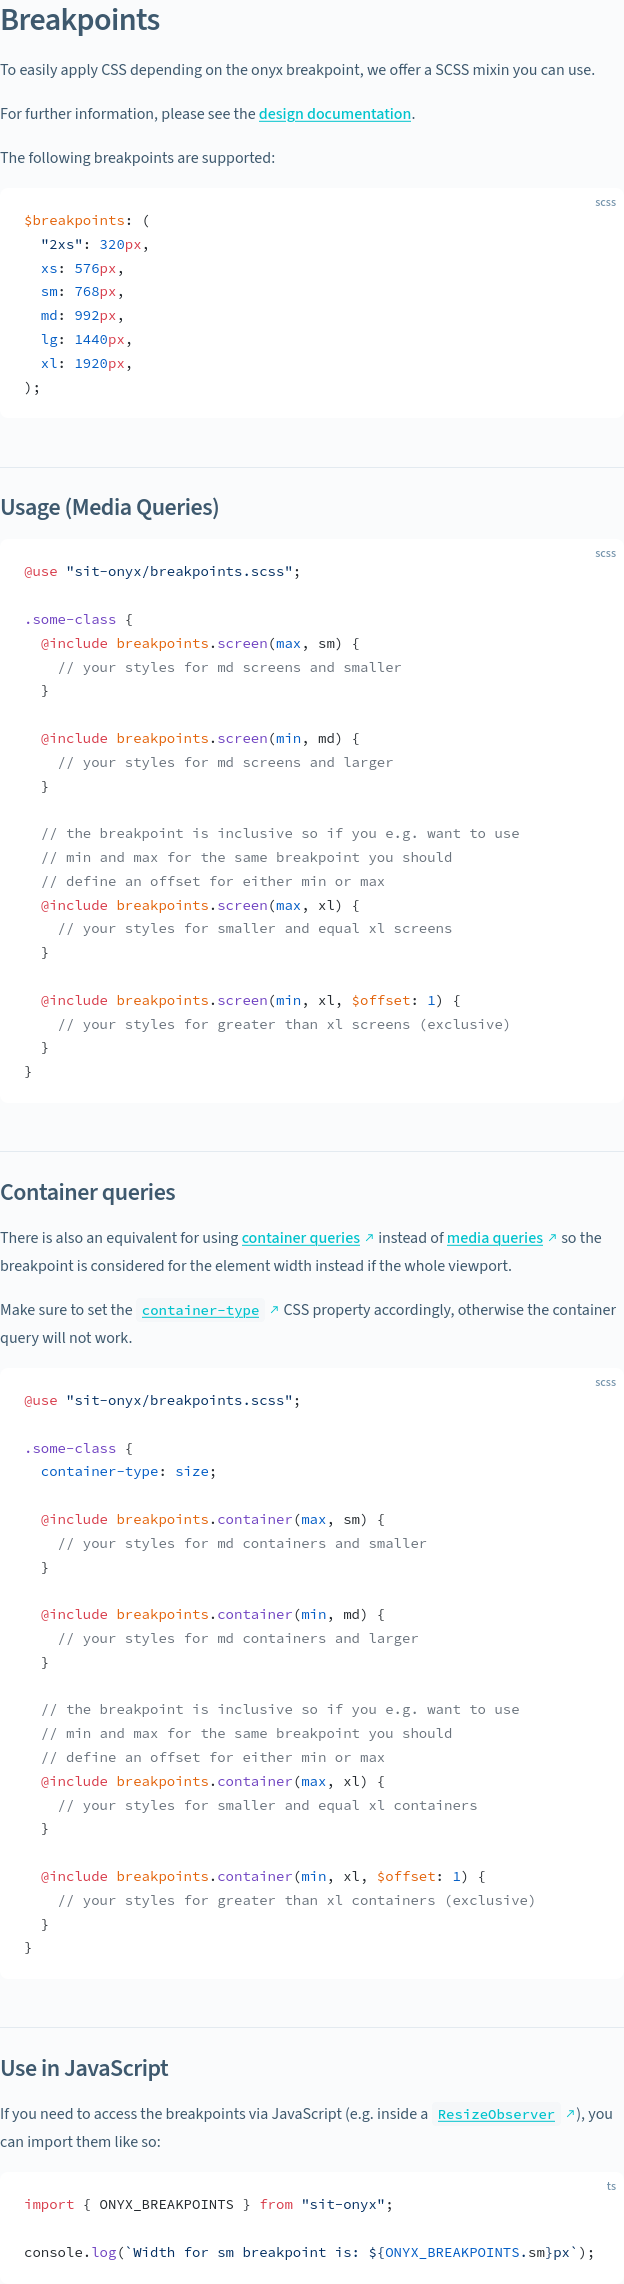 Breakpoints
To easily apply CSS depending on the onyx breakpoint, we offer a SCSS mixin you can use.
For further information, please see the design documentation.
The following breakpoints are supported:
scss
$breakpoints: (
  "2xs": 320px,
  xs: 576px,
  sm: 768px,
  md: 992px,
  lg: 1440px,
  xl: 1920px,
);
Usage (Media Queries)
scss
@use "sit-onyx/breakpoints.scss";
.some-class {
  @include breakpoints.screen(max, sm) {
    // your styles for md screens and smaller
  }
  @include breakpoints.screen(min, md) {
    // your styles for md screens and larger
  }
  // the breakpoint is inclusive so if you e.g. want to use
  // min and max for the same breakpoint you should
  // define an offset for either min or max
  @include breakpoints.screen(max, xl) {
    // your styles for smaller and equal xl screens
  }
  @include breakpoints.screen(min, xl, $offset: 1) {
    // your styles for greater than xl screens (exclusive)
  }
}
Container queries
There is also an equivalent for using container queries ↗ instead of media queries ↗ so the
breakpoint is considered for the element width instead if the whole viewport.
Make sure to set the container-type ↗ CSS property accordingly, otherwise the container
query will not work.
scss
@use "sit-onyx/breakpoints.scss";
.some-class {
  container-type: size;
  @include breakpoints.container(max, sm) {
    // your styles for md containers and smaller
  }
  @include breakpoints.container(min, md) {
    // your styles for md containers and larger
  }
  // the breakpoint is inclusive so if you e.g. want to use
  // min and max for the same breakpoint you should
  // define an offset for either min or max
  @include breakpoints.container(max, xl) {
    // your styles for smaller and equal xl containers
  }
  @include breakpoints.container(min, xl, $offset: 1) {
    // your styles for greater than xl containers (exclusive)
  }
}
Use in JavaScript
If you need to access the breakpoints via JavaScript (e.g. inside a ResizeObserver ↗), you
can import them like so:
ts
import { ONYX_BREAKPOINTS } from "sit-onyx";
console.log(`Width for sm breakpoint is: ${ONYX_BREAKPOINTS.sm}px`);